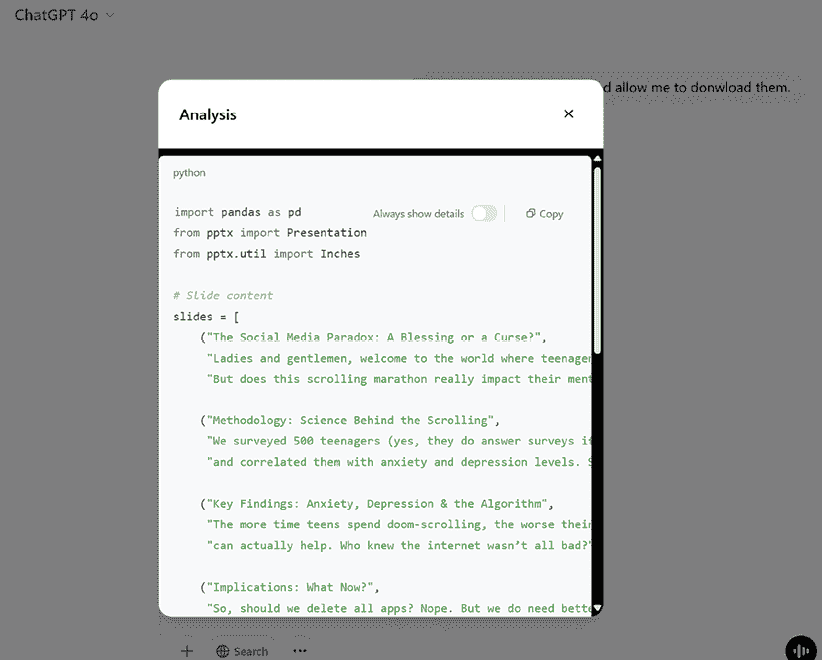 ChatGPT 4o
d allow me to donwload them.
Analysis
python
Always show details
Copy
import pandas as pd
from pptx import Presentation
from pptx.util import Inches
# Slide content
slides = [
("The Social Media Paradox: A Blessing or a Curse?",
"Ladies and gentlemen, welcome to the world where teenager
"But does this scrolling marathon really impact their ment
("Methodology: Science Behind the Scrolling",
"We surveyed 500 teenagers (yes, they do answer surveys if
"and correlated them with anxiety and depression levels. S
("Key Findings: Anxiety, Depression & the Algorithm",
"The more time teens spend doom-scrolling, the worse their
"can actually help. Who knew the internet wasn’t all bad?"
("Implications: What Now?",
"So, should we delete all apps? Nope. But we do need bette
Search